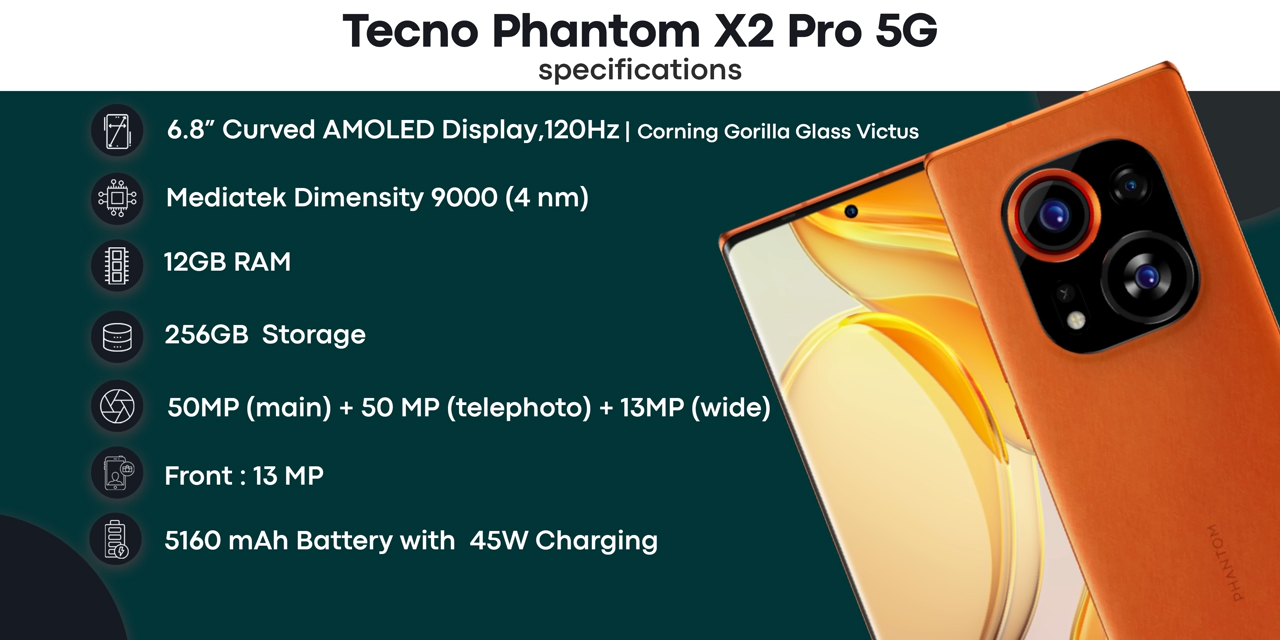 Tecno Phantom X2 Pro 5G
specifications
6.8” Curved AMOLED Display,120Hz | Corning Gorilla Glass Victus
Mediatek Dimensity 9000 (4 nm)
12GB RAM
256GB Storage
50MP (main) + 50 MP (telephoto) + 13MP (wide)
Front : 13 MP
5160 mAh Battery with 45W Charging
PHANTOM